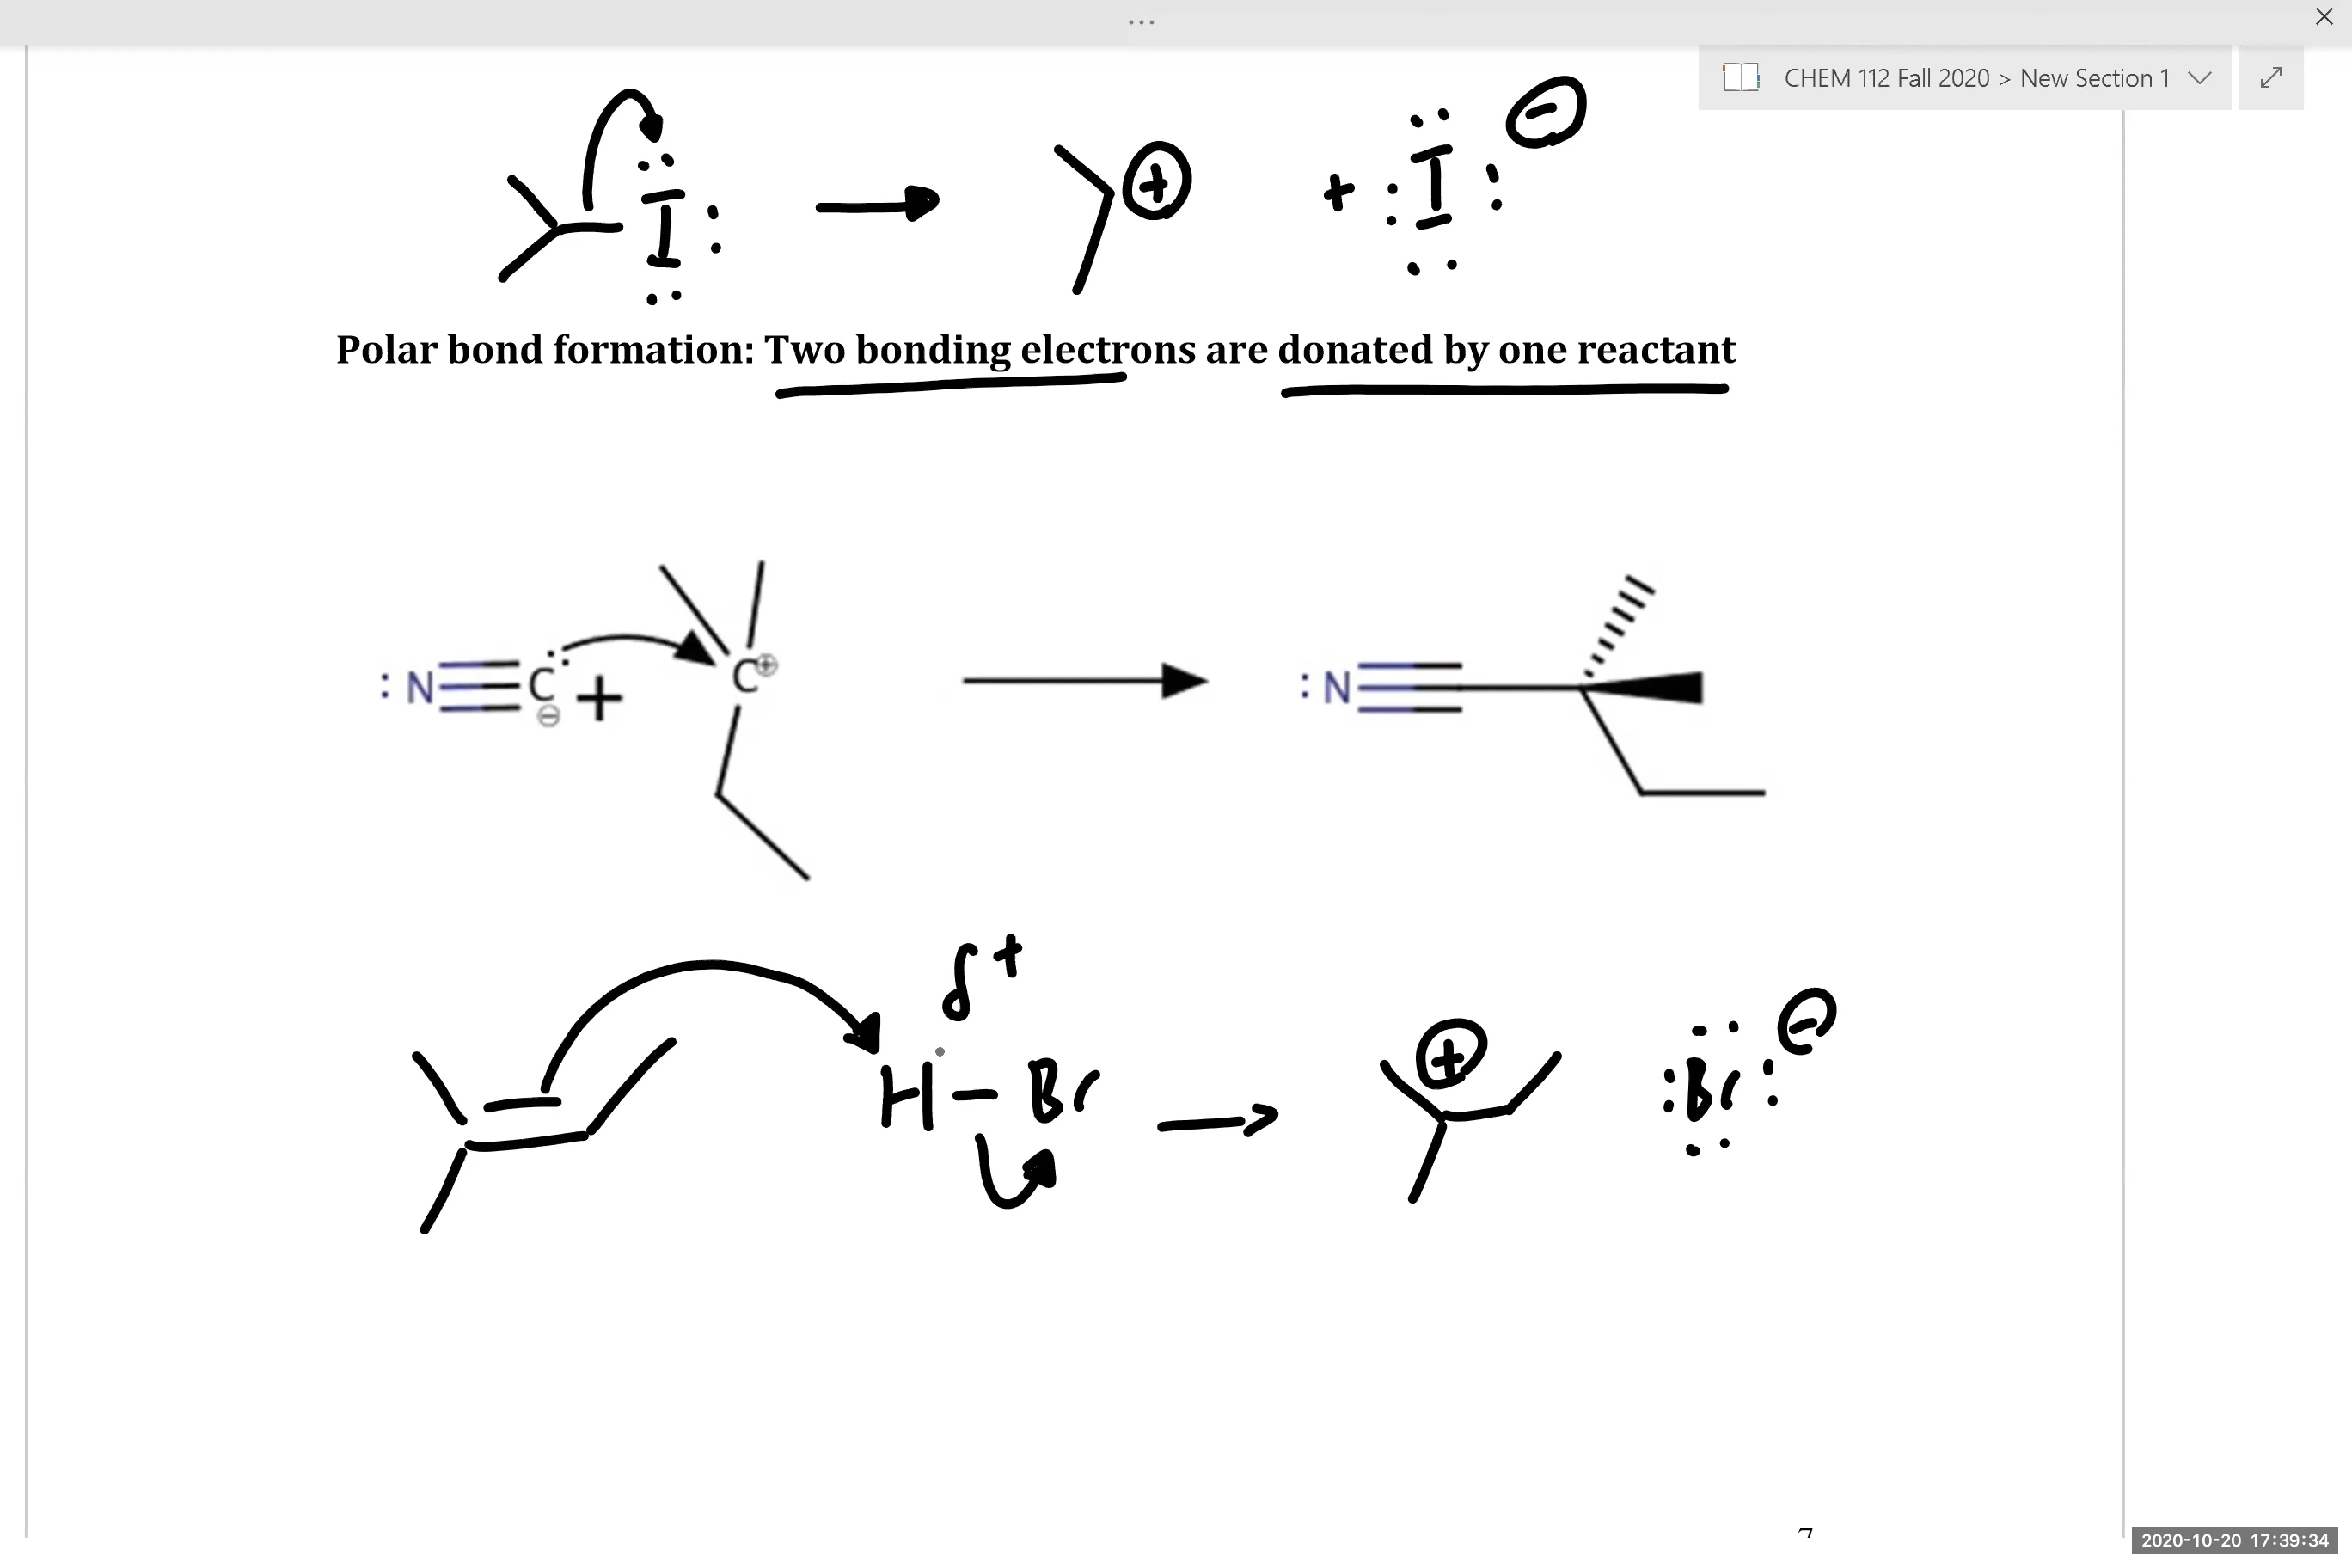 CHEM 112 Fall 2020 > New Section 1
I → ⊕ + I ⊖
Polar bond formation: Two bonding electrons are donated by one reactant
:N C: ⊖ + C⊕ → :N
δ+
H - Br → ⊕ :Br: ⊖
7
2020-10-20 17:39:34